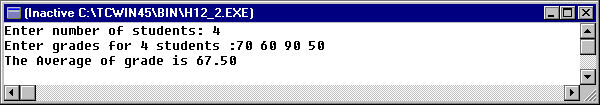 (Inactive C:\TCWIN45\BIN\H12_2.EXE)
Enter number of students: 4
Enter grades for 4 students :70 60 90 50
The Average of grade is 67.50